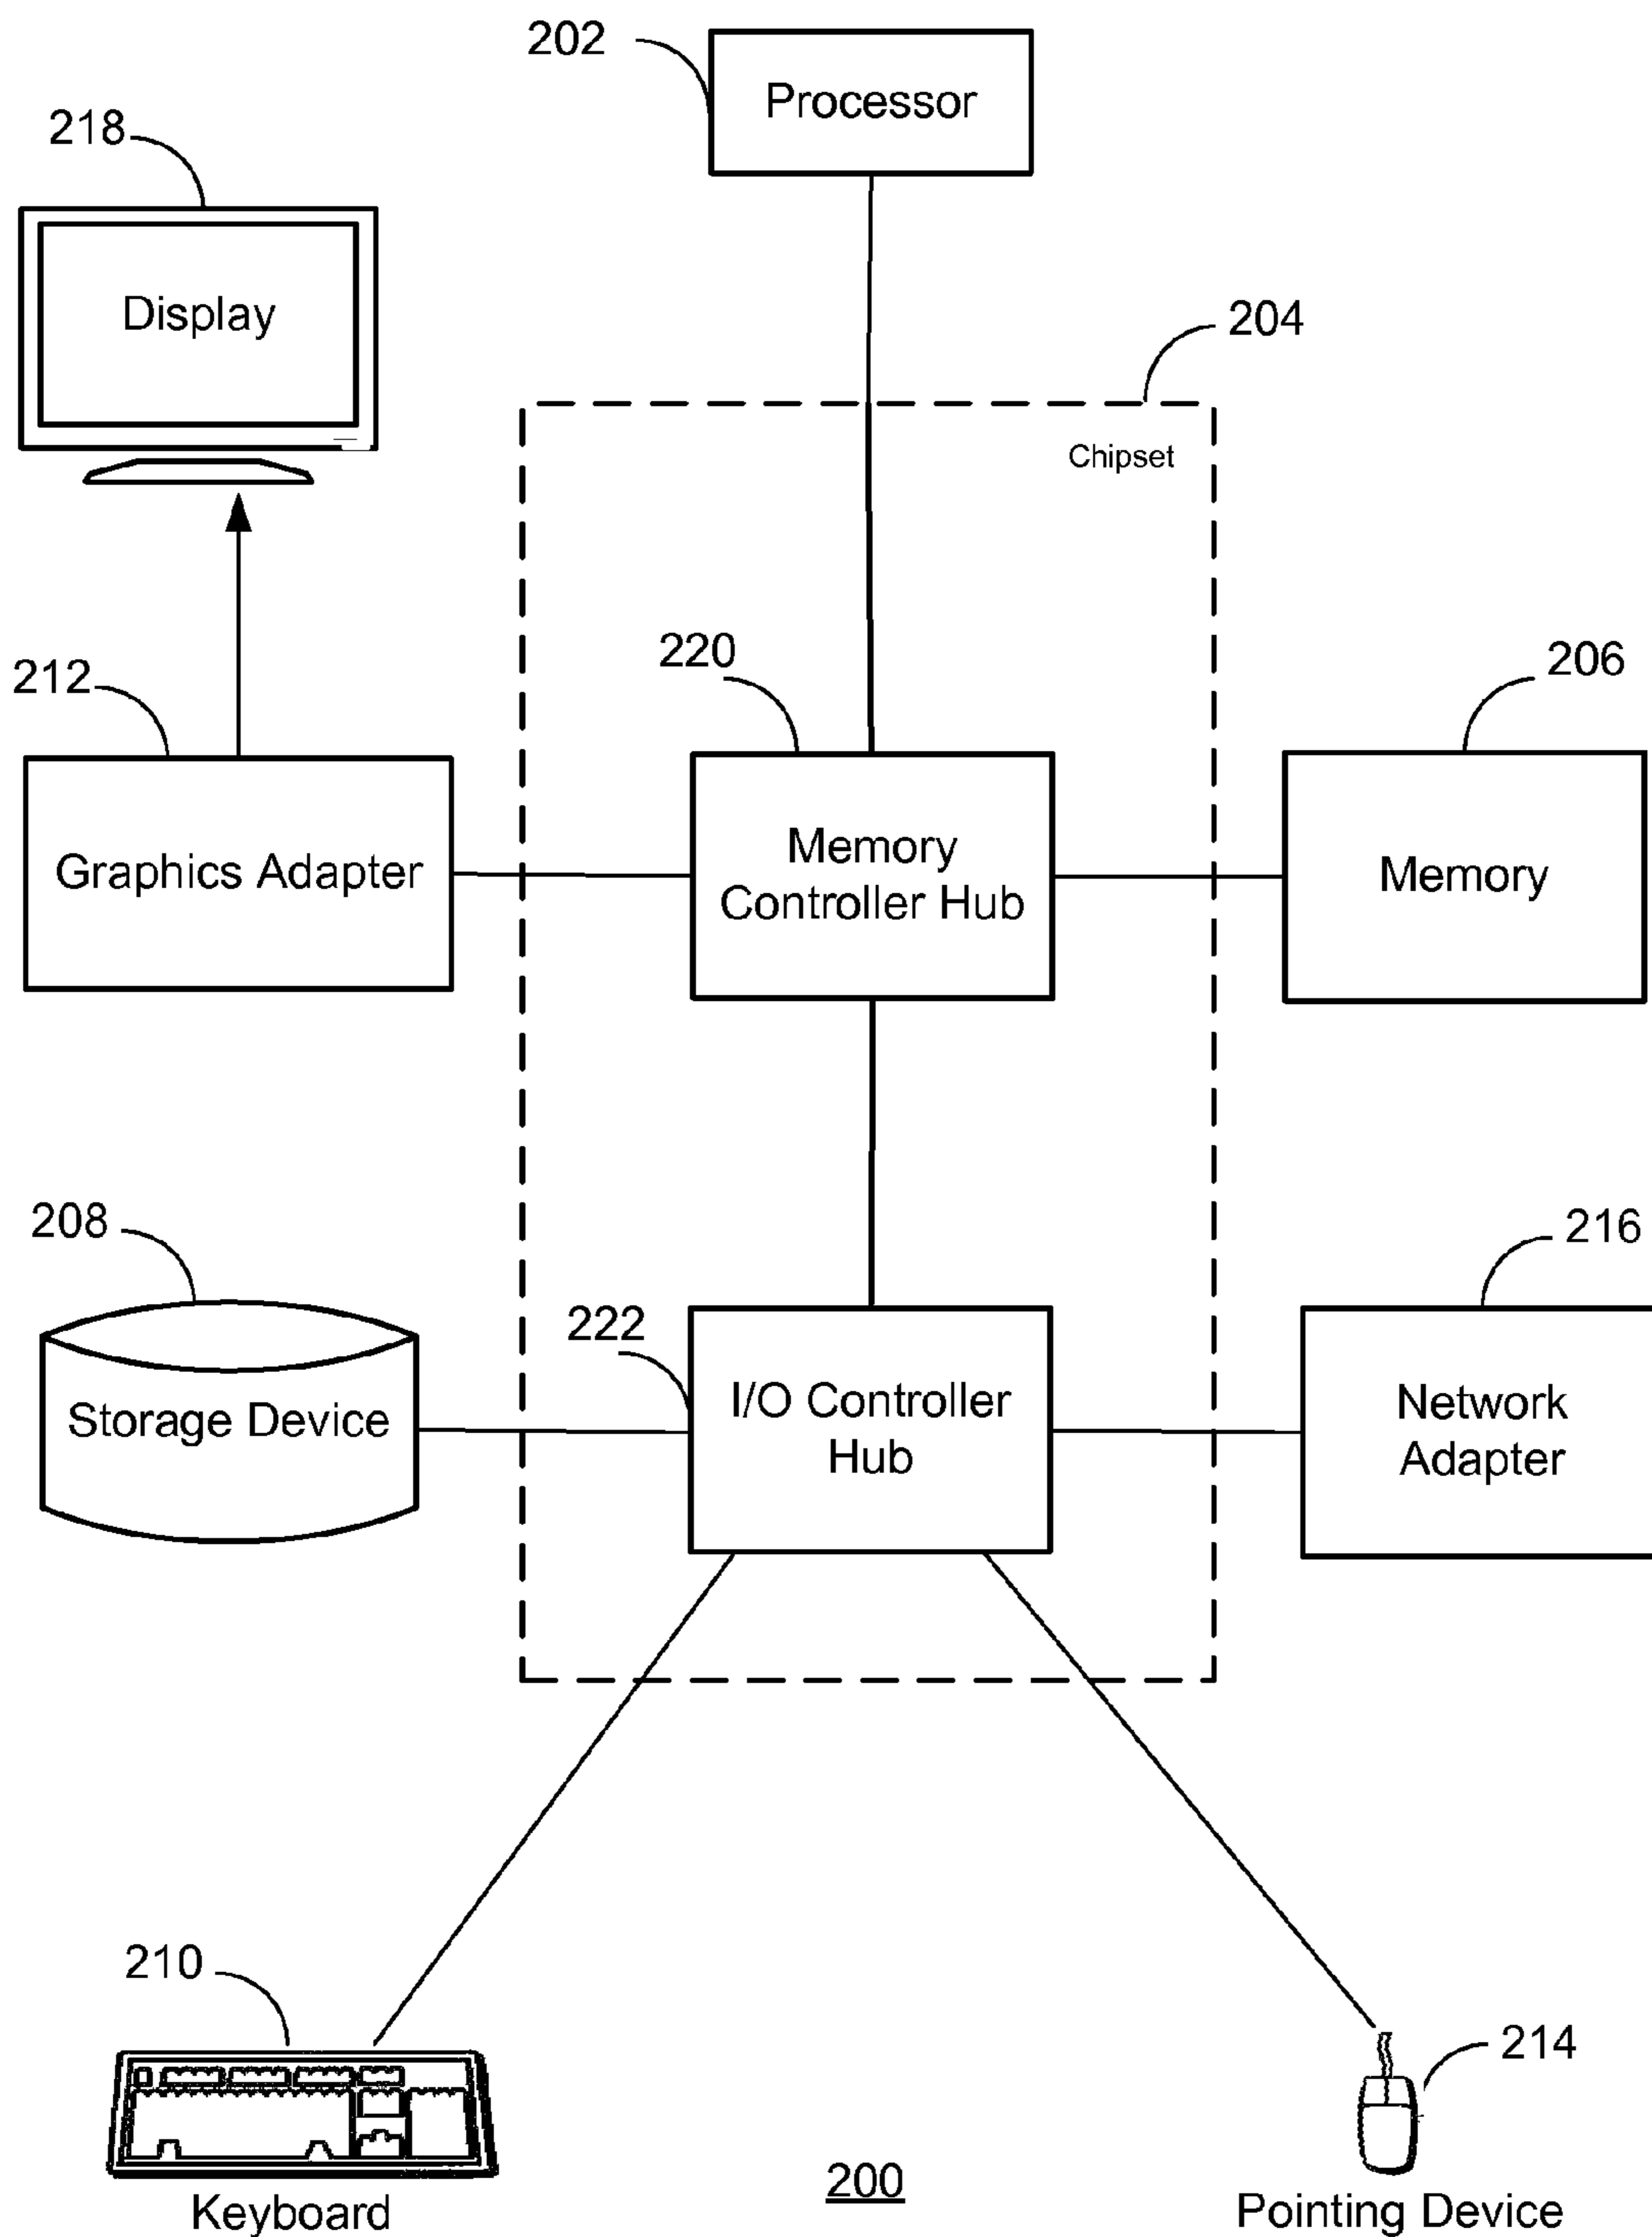 202
Processor
218
Display
204
Chipset
220
206
212
Memory
Controller Hub
Graphics Adapter
Memory
208
216
222
I/O Controller
Hub
Storage Device
Network
Adapter
210
214
200
Keyboard
Pointing Device